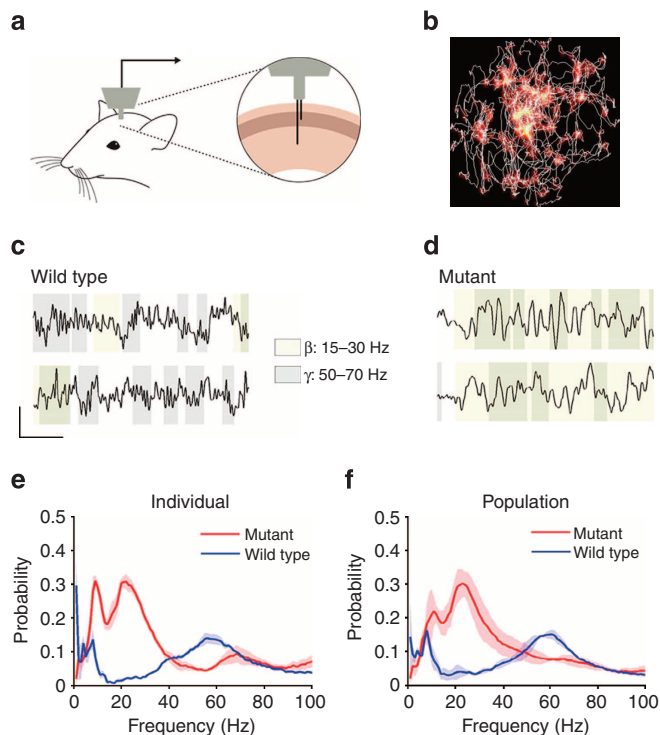 a
b
c
Wild type
β: 15–30 Hz
γ: 50–70 Hz
d
Mutant
e
Individual
Mutant
Wild type
Probability
0.5
0.4
0.3
0.2
0.1
0
0 20 40 60 80 100
Frequency (Hz)
f
Population
Mutant
Wild type
Probability
0.5
0.4
0.3
0.2
0.1
0
0 20 40 60 80 100
Frequency (Hz)